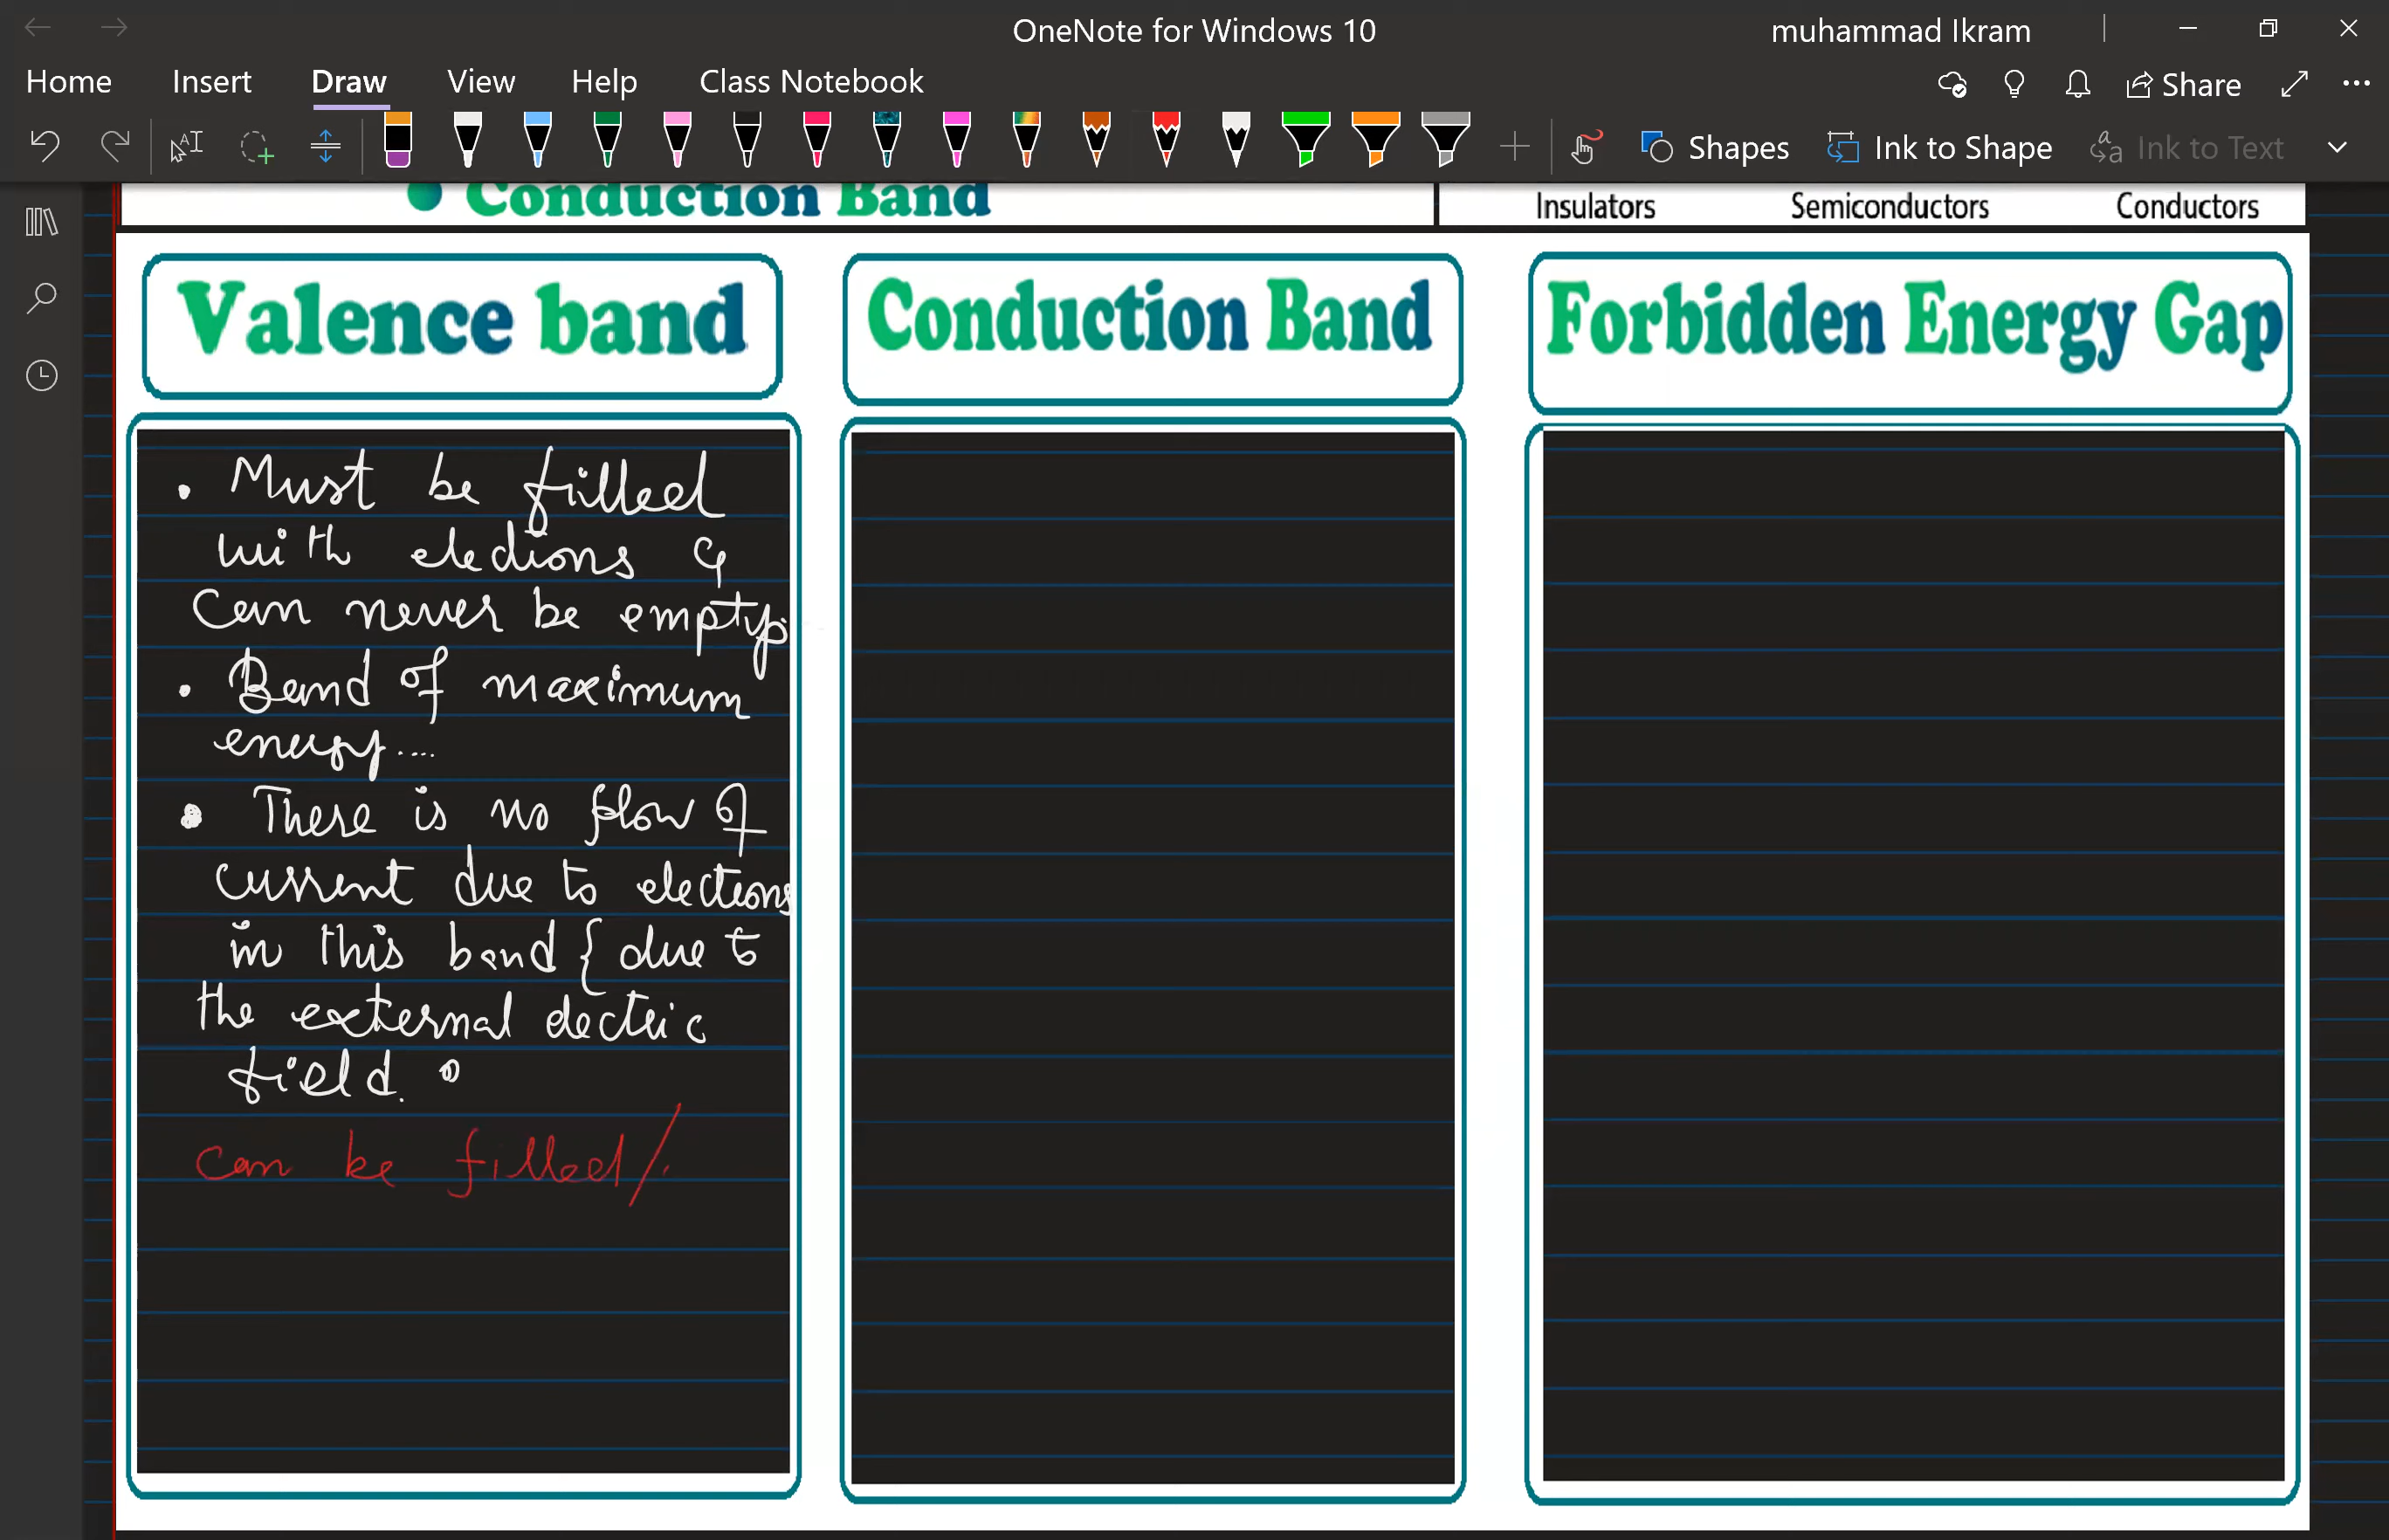 OneNote for Windows 10
muhammad Ikram
Home Insert Draw View Help Class Notebook
Share
Shapes Ink to Shape Ink to Text
Conduction Band
Insulators Semiconductors Conductors
Valence band
Conduction Band
Forbidden Energy Gap
• Must be filled
with electrons &
Can never be empty.
• Band of maximum
energy....
• There is no flow of
current due to electrons
in this band { due to
the external electric
field.
can be filled/